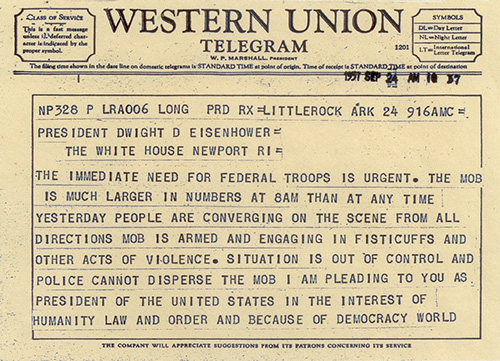 CLASS OF SERVICE
This is a fast message unless its deferred character is indicated by the proper symbol.
WESTERN UNION
TELEGRAM
W. P. MARSHALL, PRESIDENT
1201
SYMBOLS
DL=Day Letter
NL=Night Letter
LT=International Letter Telegram
The filing time shown in the date line on domestic telegrams is STANDARD TIME at point of origin. Time of receipt is STANDARD TIME at point of destination
1957 SEP 24 AM 10 37
NP328 P LRA006 LONG PRD RX=LITTLEROCK ARK 24 916AMC=
PRESIDENT DWIGHT D EISENHOWER=
THE WHITE HOUSE NEWPORT RI=
THE IMMEDIATE NEED FOR FEDERAL TROOPS IS URGENT. THE MOB
IS MUCH LARGER IN NUMBERS AT 8AM THAN AT ANY TIME
YESTERDAY PEOPLE ARE CONVERGING ON THE SCENE FROM ALL
DIRECTIONS MOB IS ARMED AND ENGAGING IN FISTICUFFS AND
OTHER ACTS OF VIOLENCE. SITUATION IS OUT OF CONTROL AND
POLICE CANNOT DISPERSE THE MOB I AM PLEADING TO YOU AS
PRESIDENT OF THE UNITED STATES IN THE INTEREST OF
HUMANITY LAW AND ORDER AND BECAUSE OF DEMOCRACY WORLD
THE COMPANY WILL APPRECIATE SUGGESTIONS FROM ITS PATRONS CONCERNING ITS SERVICE